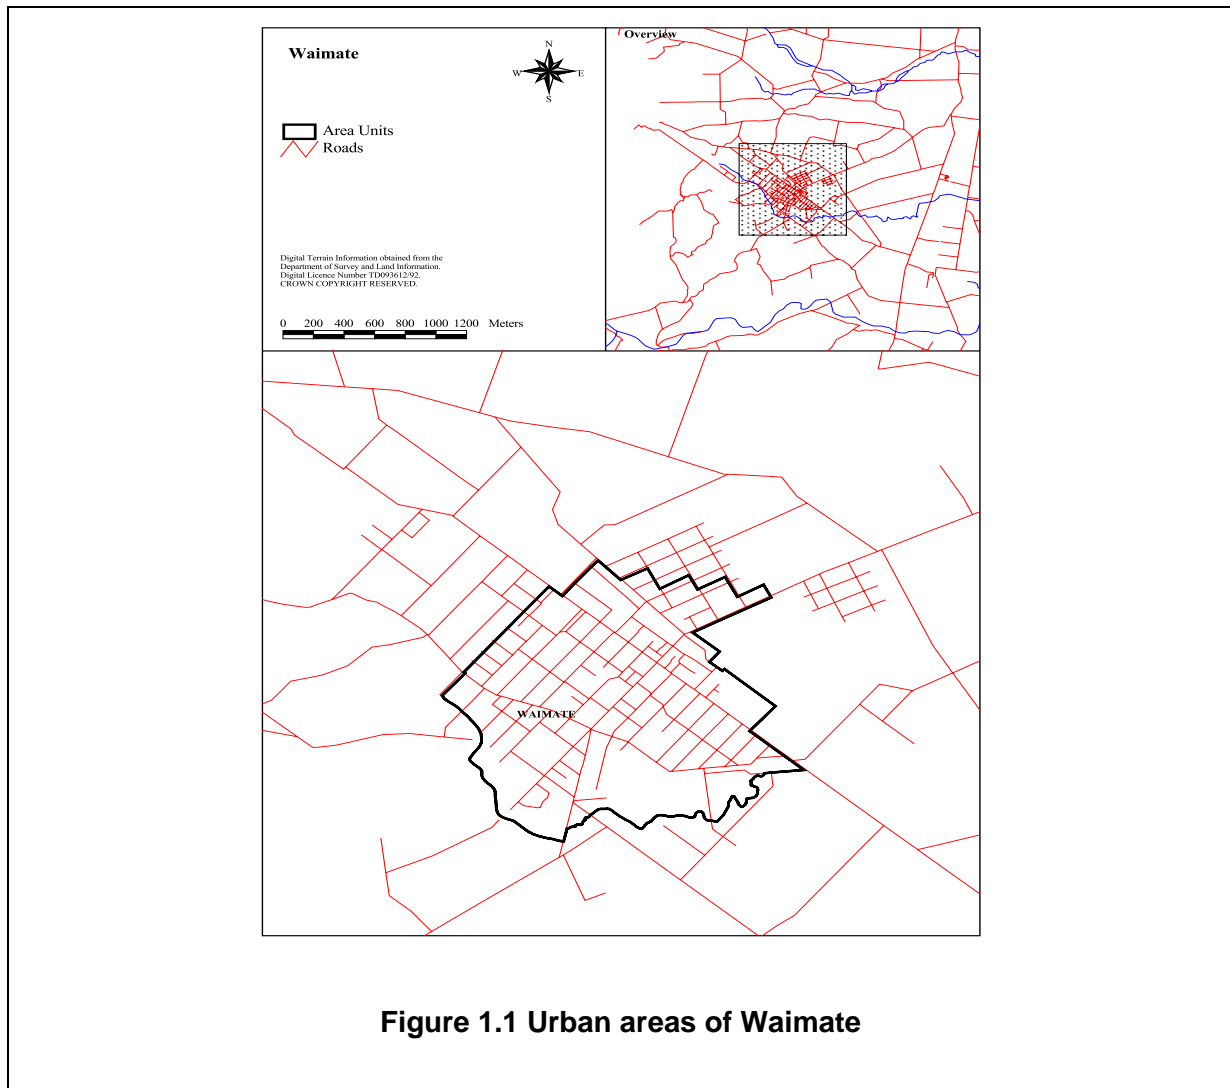 Waimate
N
W E
S
Area Units
Roads
Digital Terrain Information obtained from the
Department of Survey and Land Information.
Digital Licence Number TD093612/92.
CROWN COPYRIGHT RESERVED.
0 200 400 600 800 1000 1200 Meters
Overview
WAIMATE
Figure 1.1 Urban areas of Waimate